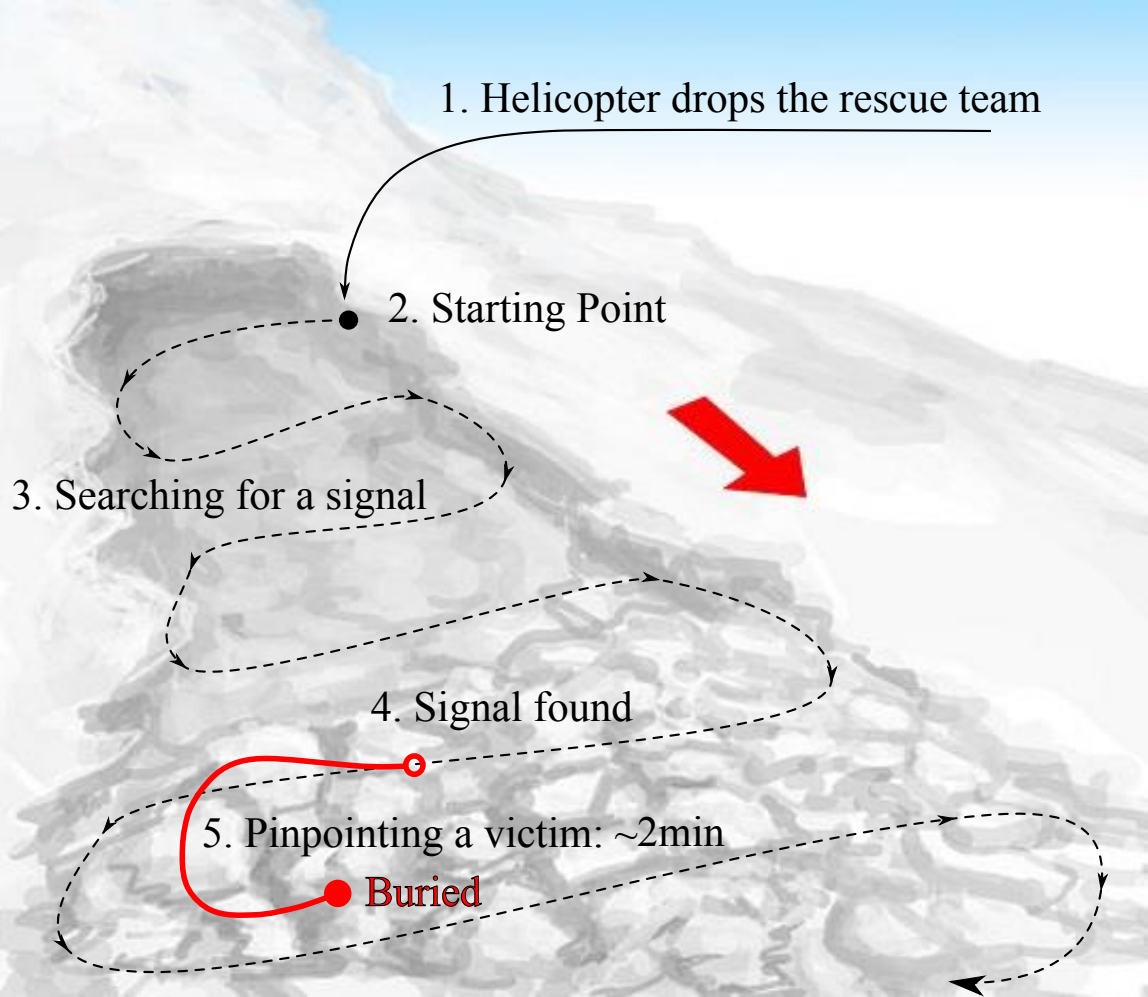 1. Helicopter drops the rescue team
2. Starting Point
3. Searching for a signal
4. Signal found
5. Pinpointing a victim: ~2min
Buried